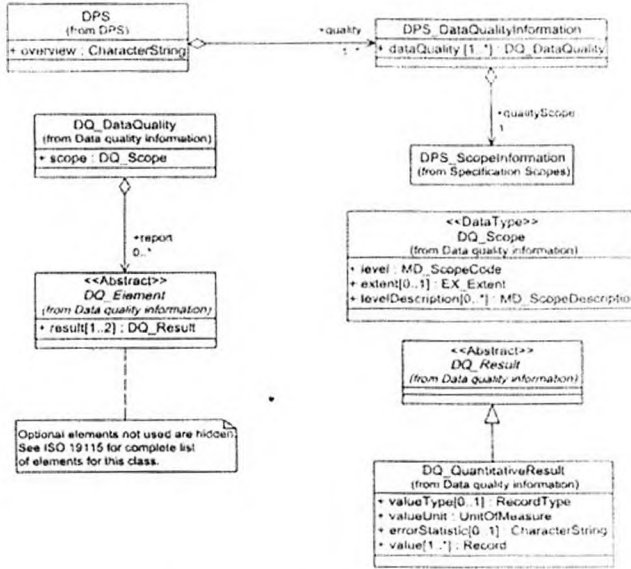 DPS
(from DPS)
+ overview : CharacterString
+quality
1..*
DPS_DataQualityInformation
+ dataQuality [1..*] : DQ_DataQuality
+qualityScope
1
DPS_ScopeInformation
(from Specification Scopes)
DQ_DataQuality
(from Data quality information)
+ scope : DQ_Scope
+report
0..*
<<Abstract>>
DQ_Element
(from Data quality information)
+ result[1..2] : DQ_Result
Optional elements not used are hidden.
See ISO 19115 for complete list
of elements for this class.
<<DataType>>
DQ_Scope
(from Data quality information)
+ level : MD_ScopeCode
+ extent[0..1] : EX_Extent
+ levelDescription[0..*] : MD_ScopeDescriptio
<<Abstract>>
DQ_Result
(from Data quality information)
DQ_QuantitativeResult
(from Data quality information)
+ valueType[0..1] : RecordType
+ valueUnit : UnitOfMeasure
+ errorStatistic[0..1] : CharacterString
+ value[1..*] : Record